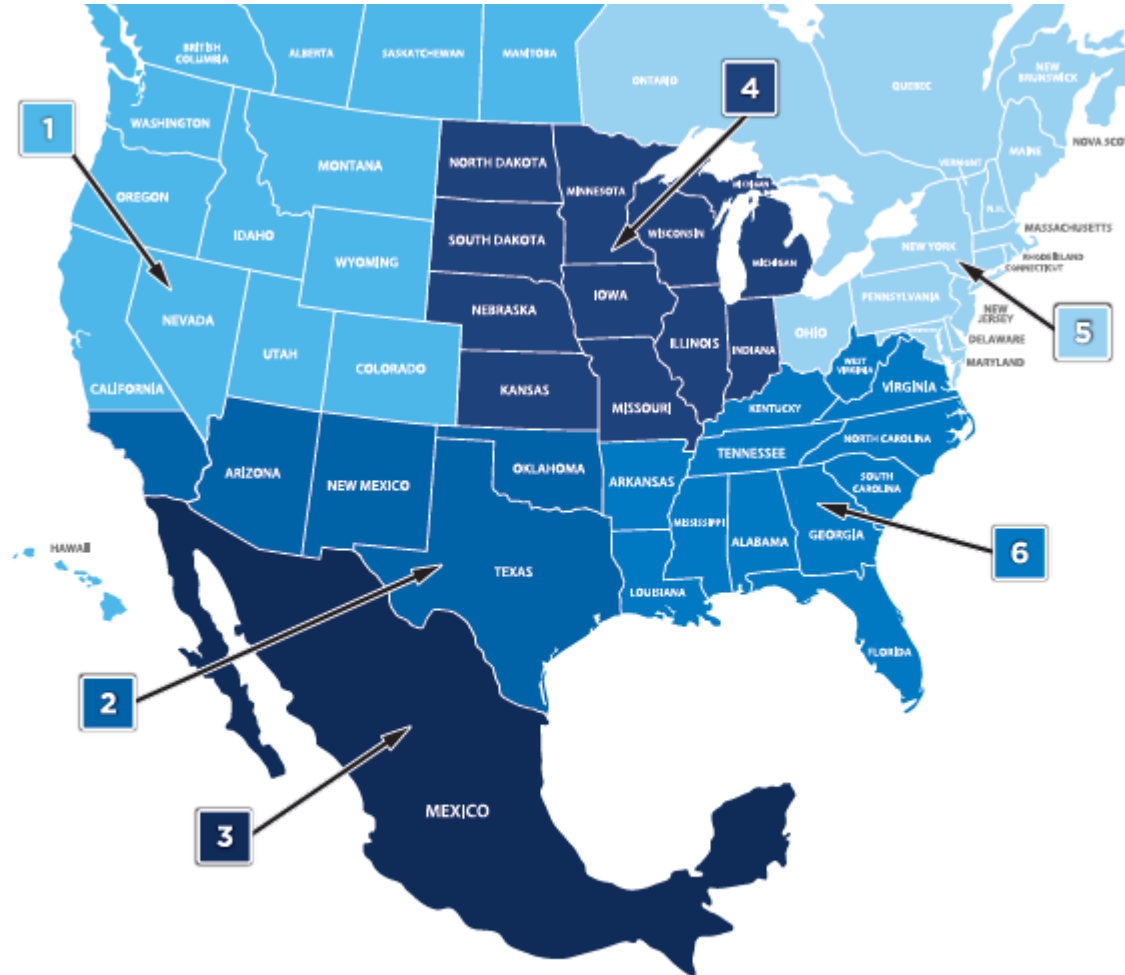 BRITISH
COLUMBIA
ALBERTA
SASKATCHEWAN
MANITOBA
ONTARIO
QUEBEC
NEW
BRUNSWICK
NOVA SCOT
1
WASHINGTON
OREGON
IDAHO
MONTANA
WYOMING
NEVADA
UTAH
COLORADO
CALIFORNIA
4
NORTH DAKOTA
SOUTH DAKOTA
NEBRASKA
KANSAS
MINNESOTA
IOWA
MISSOURI
WISCONSIN
ILLINOIS
MICHIGAN
MICHIGAN
INDIANA
VERMONT
MAINE
N.H.
MASSACHUSETTS
RHODE ISLAND
CONNECTICUT
NEW YORK
PENNSYLVANIA
NEW
JERSEY
5
OHIO
DELAWARE
MARYLAND
WEST
VIRGINIA
VIRGINIA
KENTUCKY
NORTH CAROLINA
TENNESSEE
SOUTH
CAROLINA
ARKANSAS
MISSISSIPPI
ALABAMA
GEORGIA
LOUISIANA
FLORIDA
6
ARIZONA
NEW MEXICO
OKLAHOMA
TEXAS
HAWAII
2
3
MEXICO